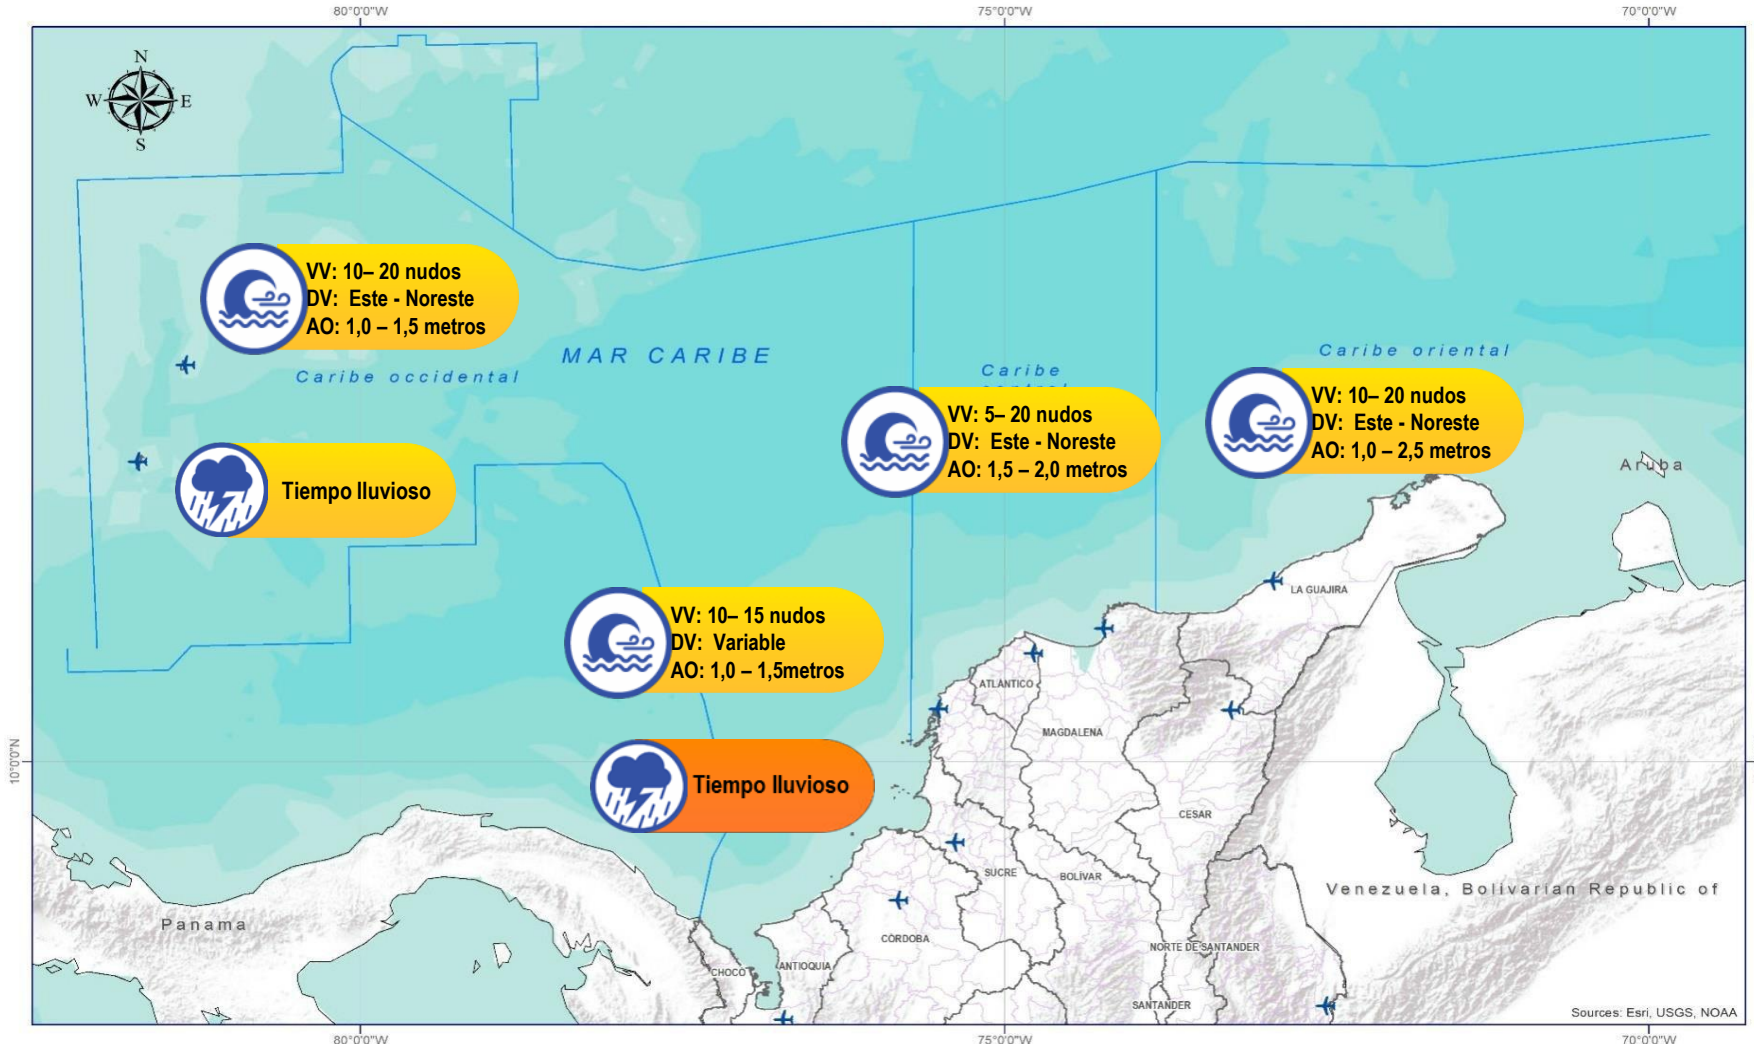 80°0'0"W 75°0'0"W 70°0'0"W
N
W E
S
VV: 10– 20 nudos
DV: Este - Noreste
AO: 1,0 – 1,5 metros
MAR CARIBE
Caribe occidental
Caribe
Caribe oriental
VV: 5– 20 nudos
DV: Este - Noreste
AO: 1,5 – 2,0 metros
VV: 10– 20 nudos
DV: Este - Noreste
AO: 1,0 – 2,5 metros
Aruba
Tiempo lluvioso
LA GUAJIRA
VV: 10– 15 nudos
DV: Variable
AO: 1,0 – 1,5metros
ATLÁNTICO
MAGDALENA
10°0'0"N
Tiempo lluvioso
CESAR
SUCRE
BOLÍVAR
Venezuela, Bolivarian Republic of
Panama
CÓRDOBA
NORTE DE SANTANDER
CHOCÓ
ANTIOQUIA
SANTANDER
Sources: Esri, USGS, NOAA
80°0'0"W 75°0'0"W 70°0'0"W